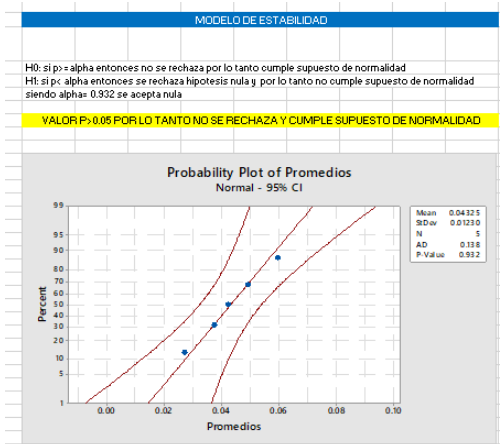 MODELO DE ESTABILIDAD
H0: si p>= alpha entonces no se rechaza por lo tanto cumple supuesto de normalidad
H1: si p< alpha entonces se rechaza hipotesis nula y por lo tanto no cumple supuesto de normalidad
siendo alpha= 0.932 se acepta nula
VALOR P>0.05 POR LO TANTO NO SE RECHAZA Y CUMPLE SUPUESTO DE NORMALIDAD
Probability Plot of Promedios
Normal - 95% CI
99
95
90
80
70
60
50
40
30
20
10
5
1
Percent
0.00 0.02 0.04 0.06 0.08 0.10
Promedios
Mean 0.04325
StDev 0.01230
N 5
AD 0.138
P-Value 0.932